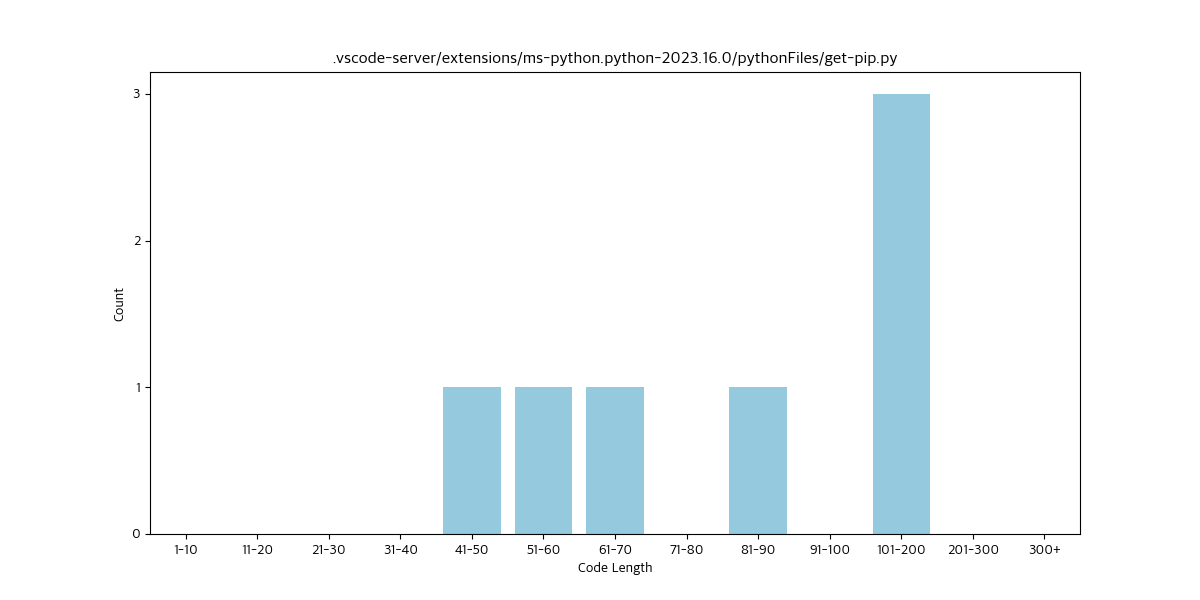 .vscode-server/extensions/ms-python.python-2023.16.0/pythonFiles/get-pip.py
3
2
1
0
Count
1-10 11-20 21-30 31-40 41-50 51-60 61-70 71-80 81-90 91-100 101-200 201-300 300+
Code Length